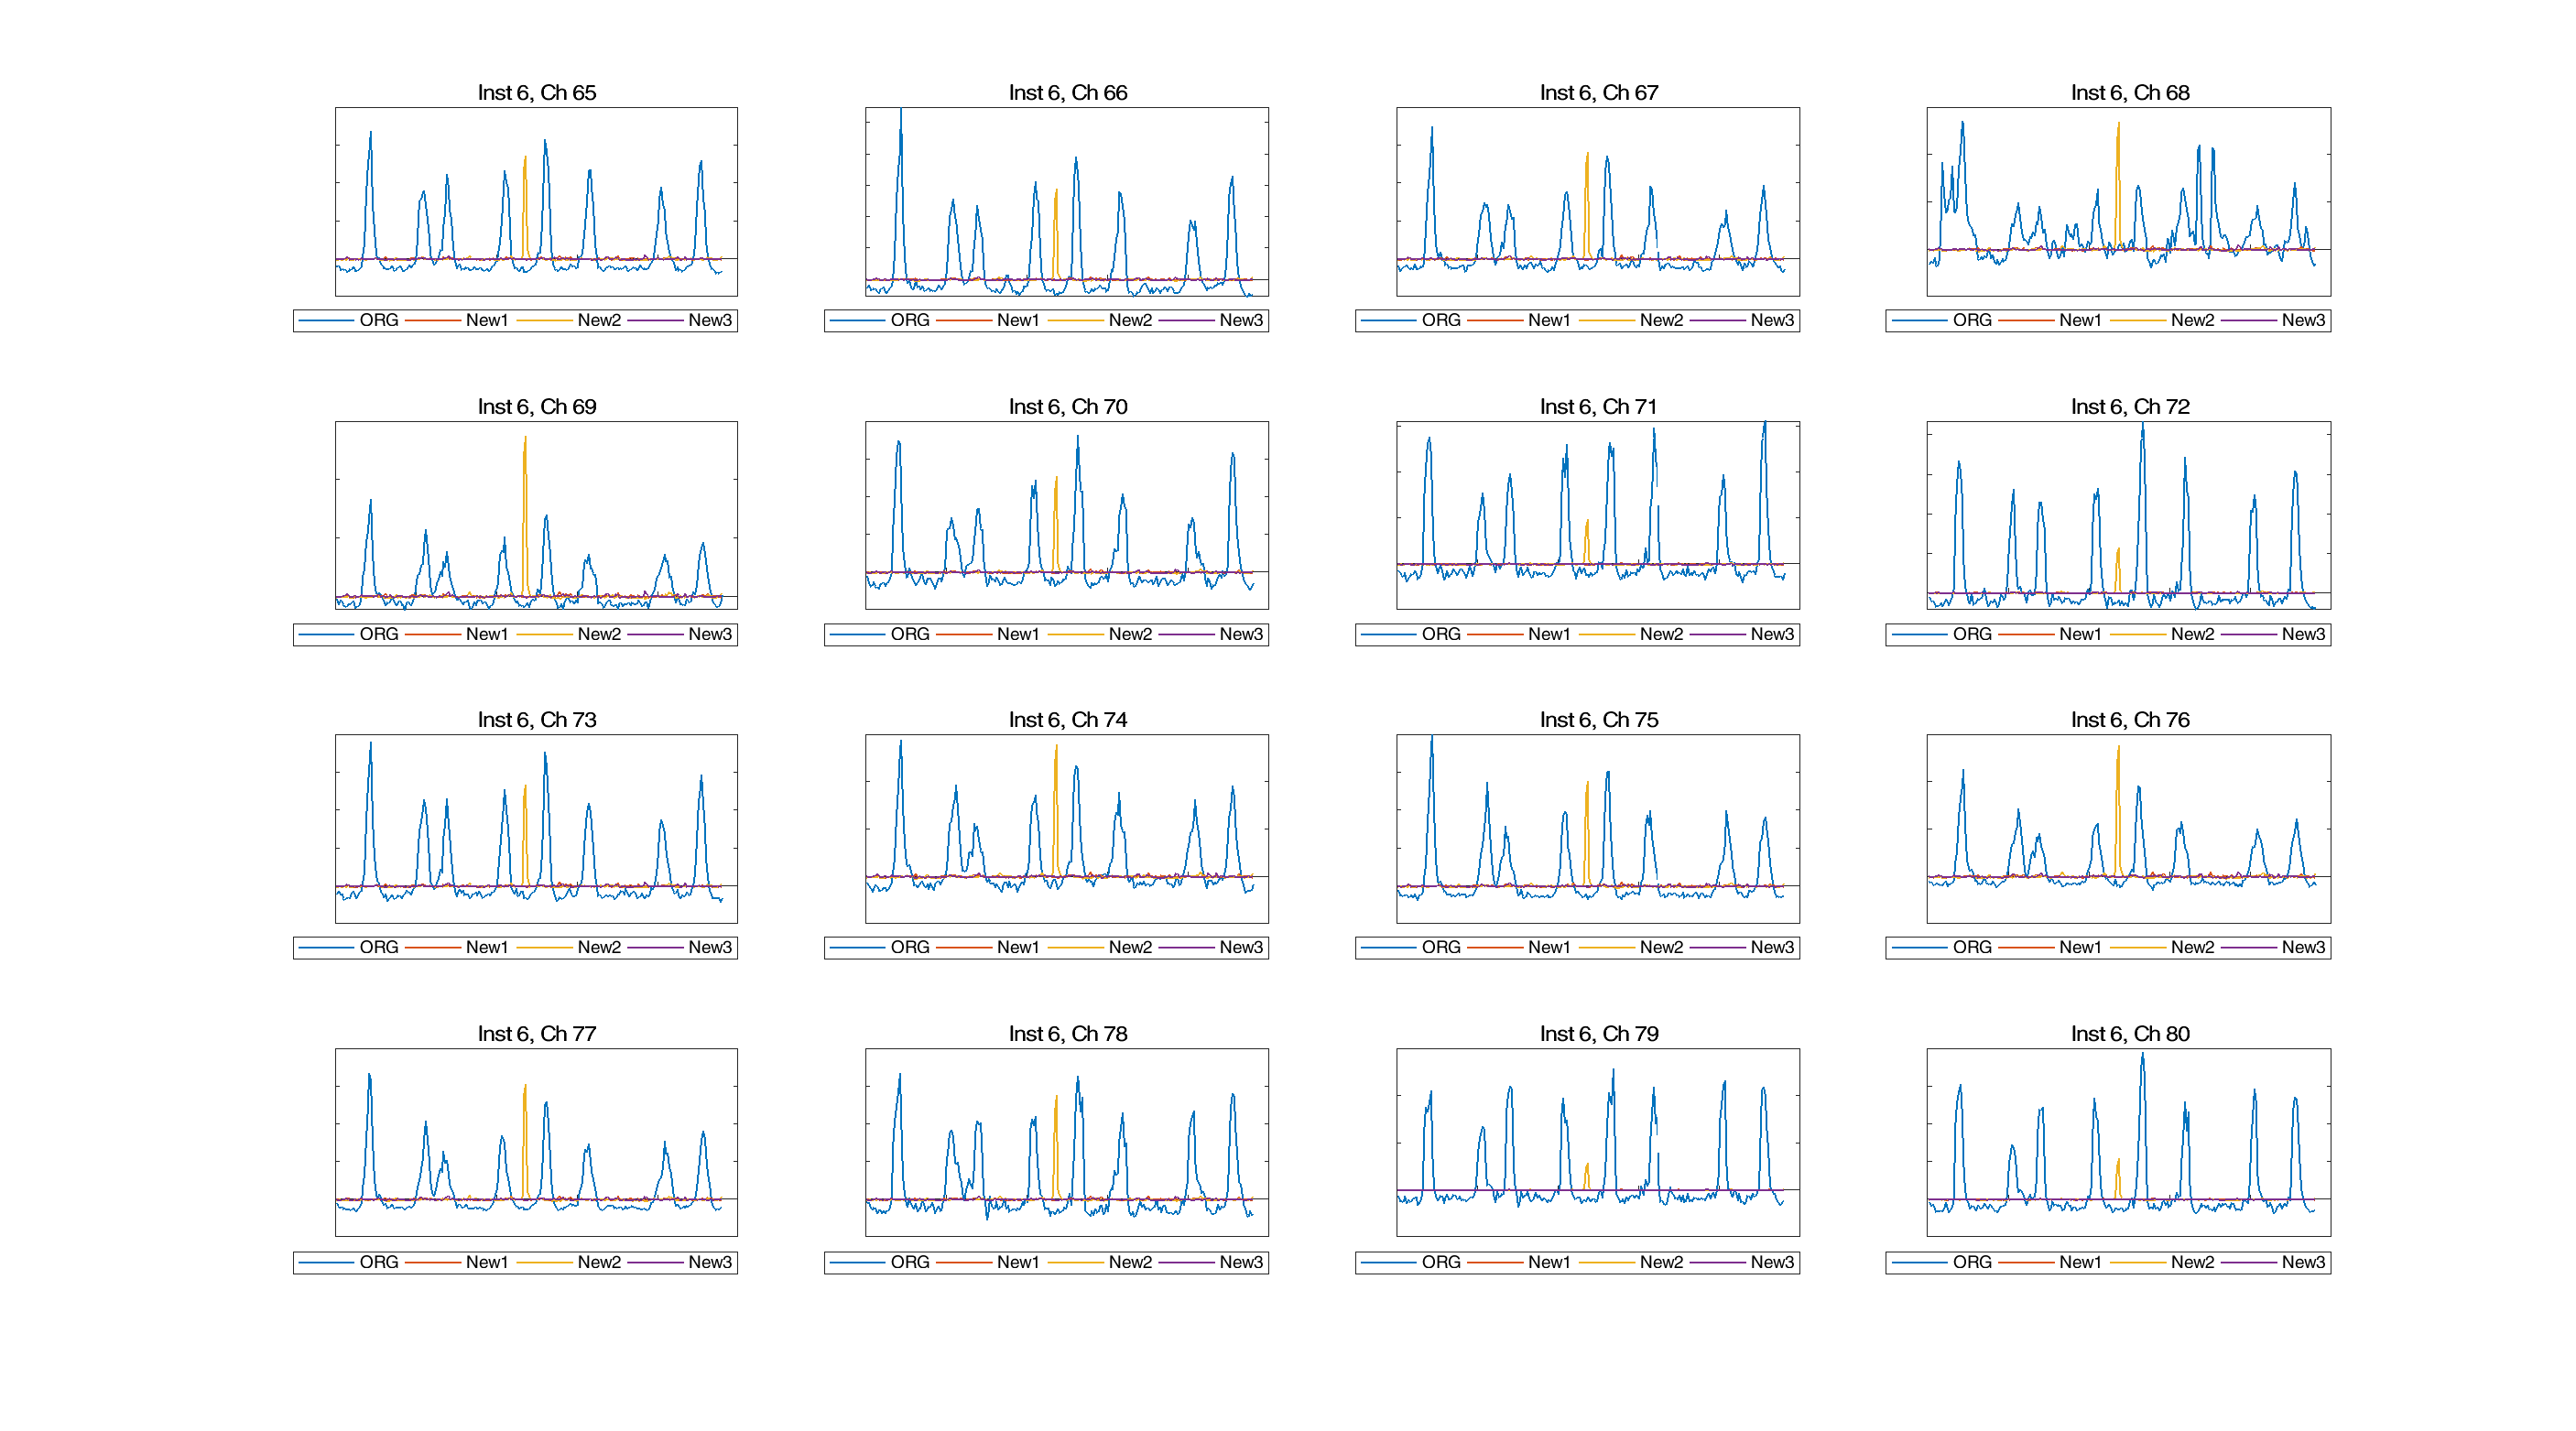 Inst 6, Ch 65
Inst 6, Ch 66
Inst 6, Ch 67
Inst 6, Ch 68
ORG New1 New2 New3
ORG New1 New2 New3
ORG New1 New2 New3
ORG New1 New2 New3
Inst 6, Ch 69
Inst 6, Ch 70
Inst 6, Ch 71
Inst 6, Ch 72
ORG New1 New2 New3
ORG New1 New2 New3
ORG New1 New2 New3
ORG New1 New2 New3
Inst 6, Ch 73
Inst 6, Ch 74
Inst 6, Ch 75
Inst 6, Ch 76
ORG New1 New2 New3
ORG New1 New2 New3
ORG New1 New2 New3
ORG New1 New2 New3
Inst 6, Ch 77
Inst 6, Ch 78
Inst 6, Ch 79
Inst 6, Ch 80
ORG New1 New2 New3
ORG New1 New2 New3
ORG New1 New2 New3
ORG New1 New2 New3